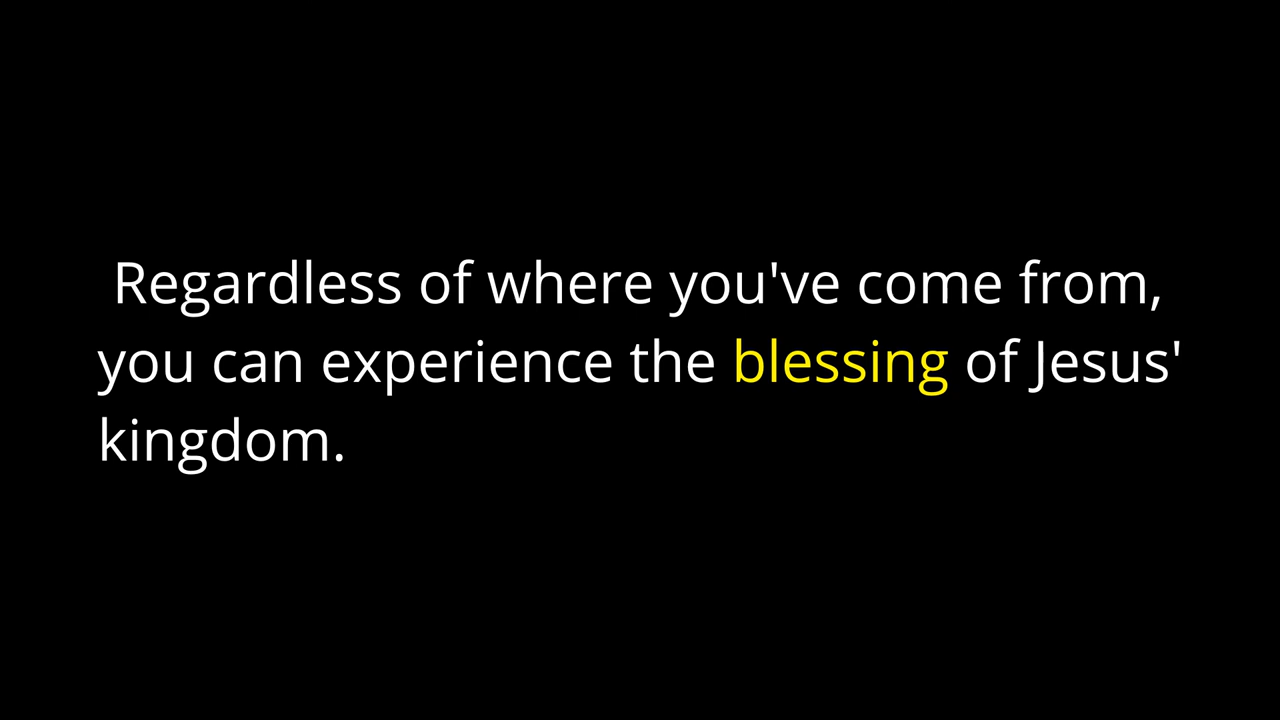 Regardless of where you've come from,
you can experience the blessing of Jesus'
kingdom.